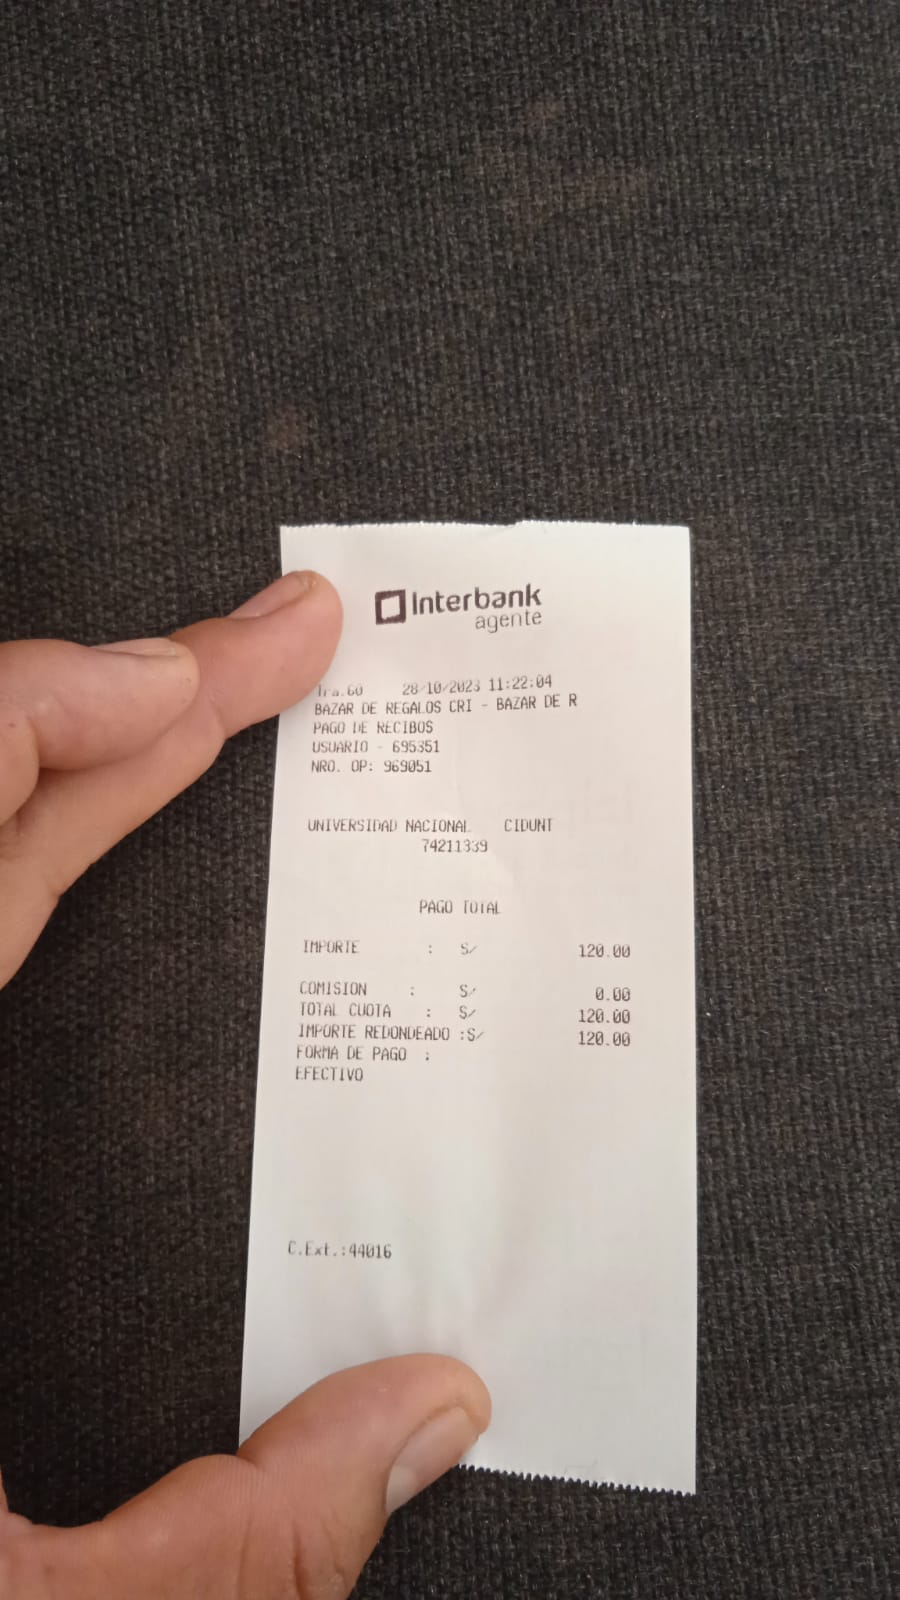 Interbank
agente
Tra.60 28/10/2023 11:22:04
BAZAR DE REGALOS CRI - BAZAR DE R
PAGO DE RECIBOS
USUARIO - 695351
NRO. OP: 969051
UNIVERSIDAD NACIONAL CIDUNT
74211339
PAGO TOTAL
IMPORTE : S/ 120.00
COMISION : S/ 0.00
TOTAL CUOTA : S/ 120.00
IMPORTE REDONDEADO :S/ 120.00
FORMA DE PAGO :
EFECTIVO
C.Ext.:44016